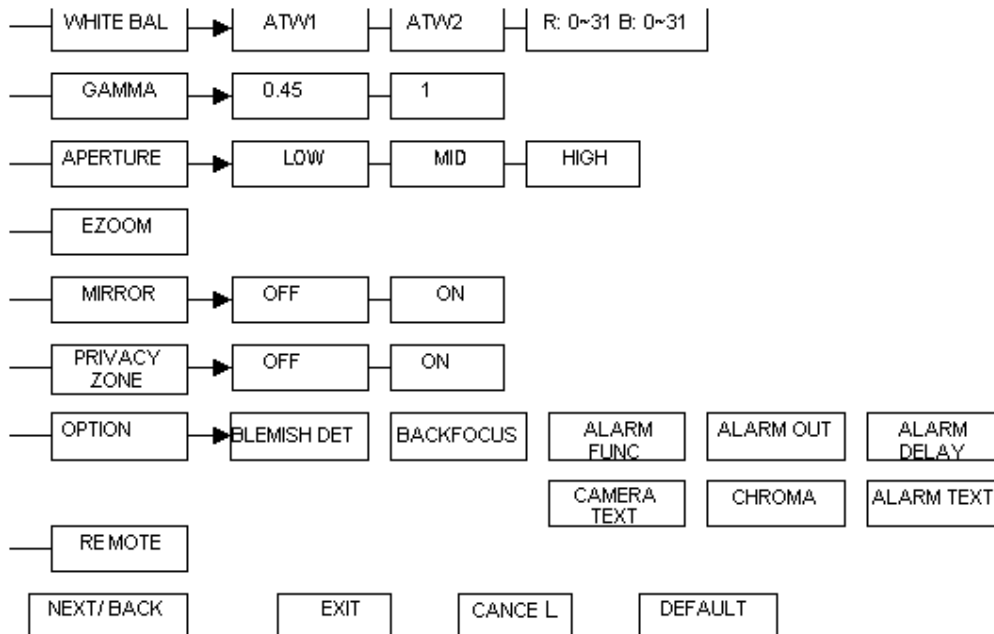 WHITE BAL ATW1 ATW2 R: 0~31 B: 0~31
GAMMA 0.45 1
APERTURE LOW MID HIGH
EZOOM
MIRROR OFF ON
PRIVACY
ZONE
OFF ON
OPTION BLEMISH DET BACKFOCUS
ALARM
FUNC
ALARM OUT
ALARM
DELAY
CAMERA
TEXT
CHROMA ALARM TEXT
REMOTE
NEXT/ BACK EXIT CANCE L DEFAULT